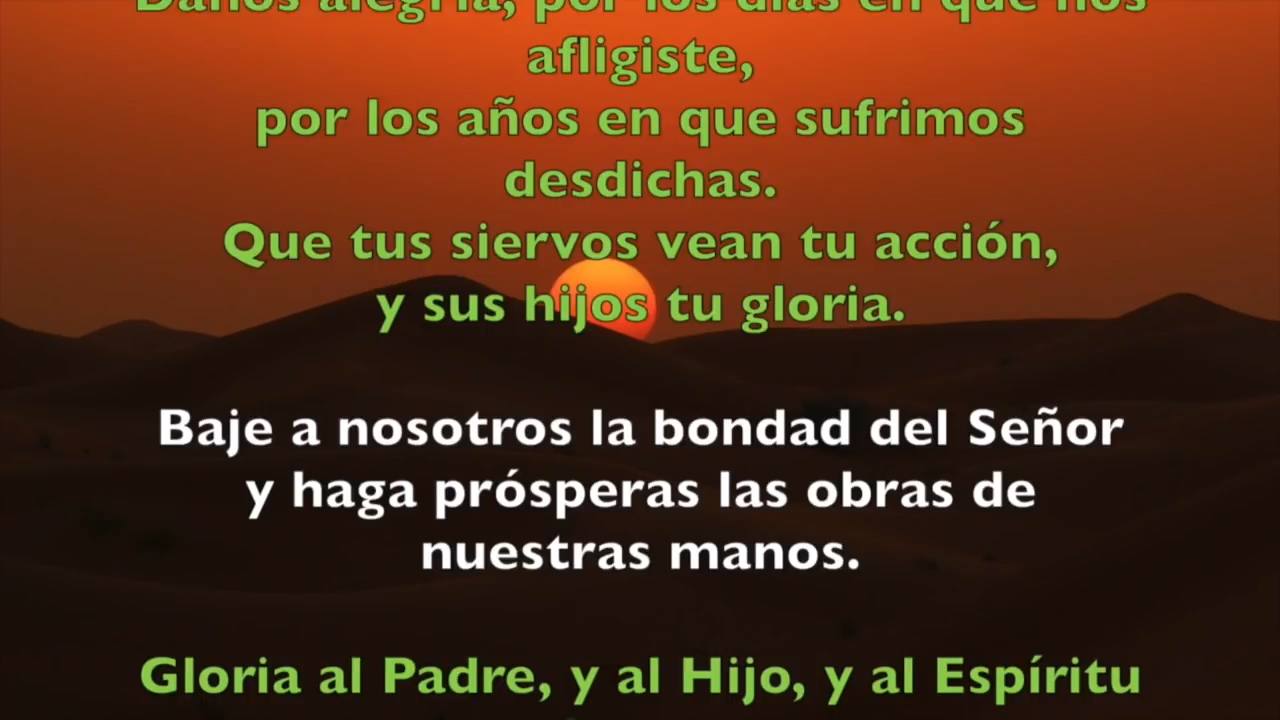 Danos alegría, por los días en que nos
afligiste,
por los años en que sufrimos
desdichas.
Que tus siervos vean tu acción,
y sus hijos tu gloria.
Baje a nosotros la bondad del Señor
y haga prósperas las obras de
nuestras manos.
Gloria al Padre, y al Hijo, y al Espíritu